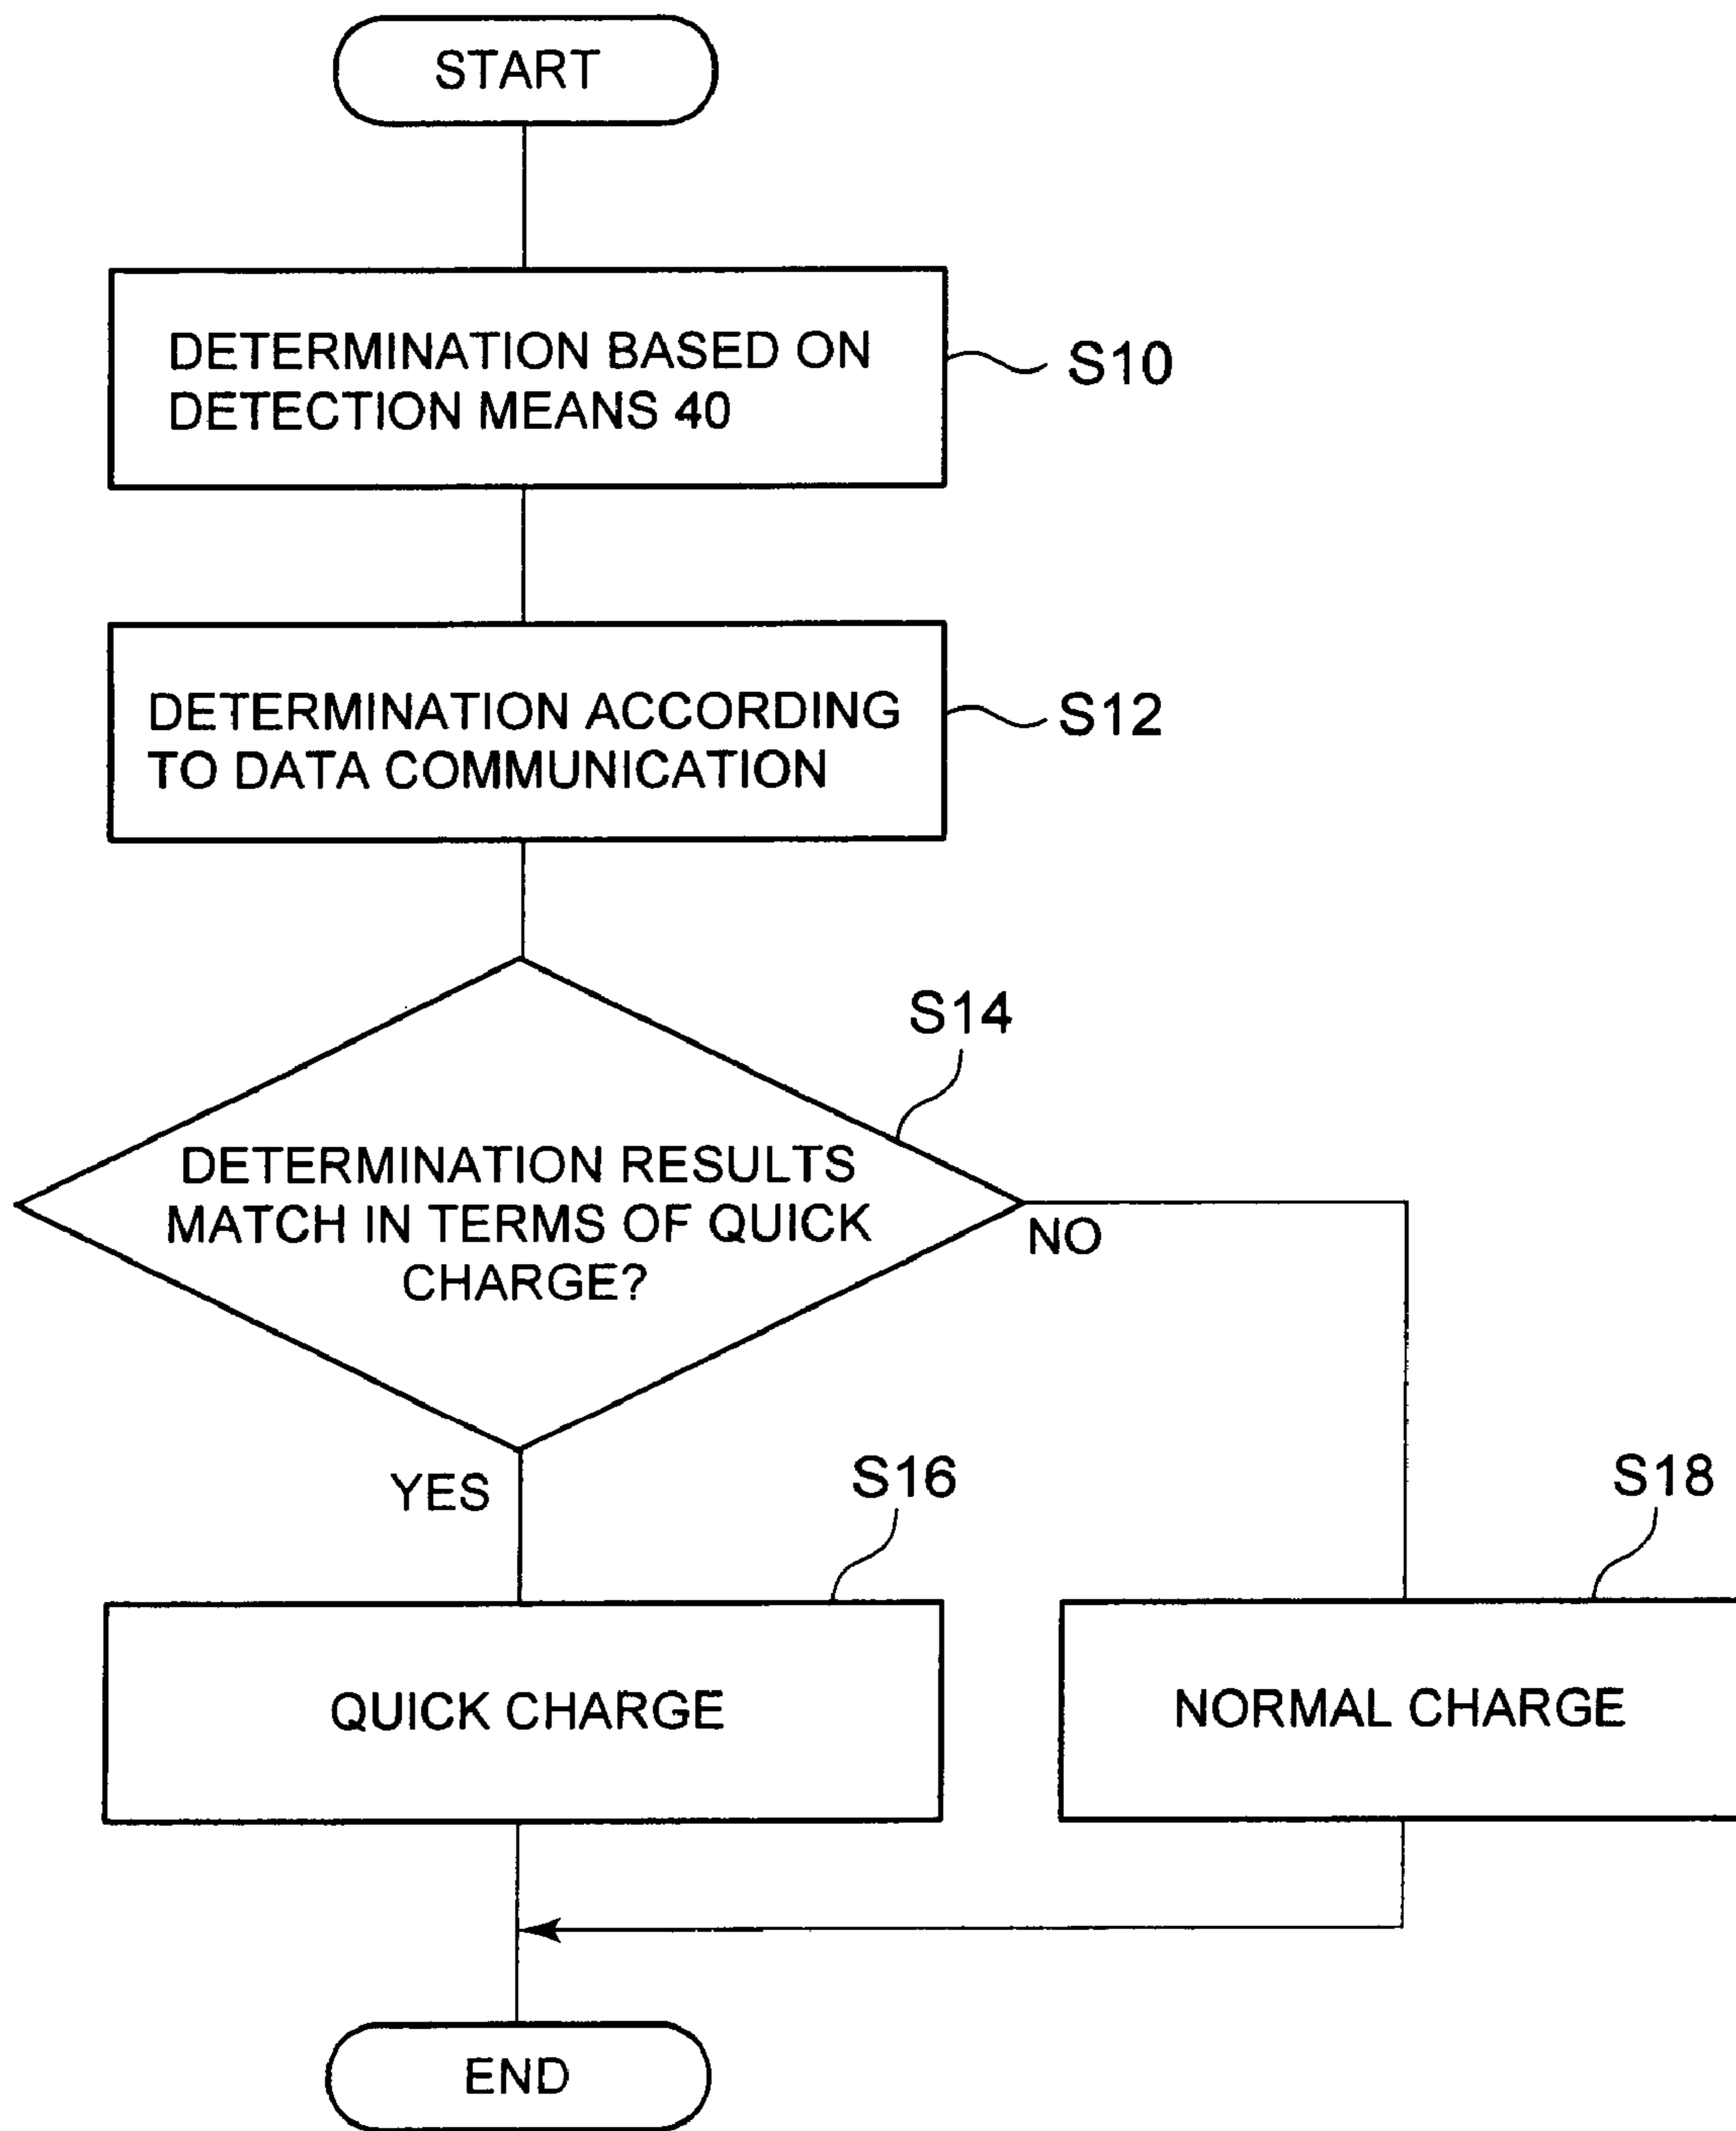 START
DETERMINATION BASED ON
DETECTION MEANS 40
S10
DETERMINATION ACCORDING
TO DATA COMMUNICATION
S12
S14
DETERMINATION RESULTS
MATCH IN TERMS OF QUICK
CHARGE?
NO
YES
S16
S18
QUICK CHARGE
NORMAL CHARGE
END